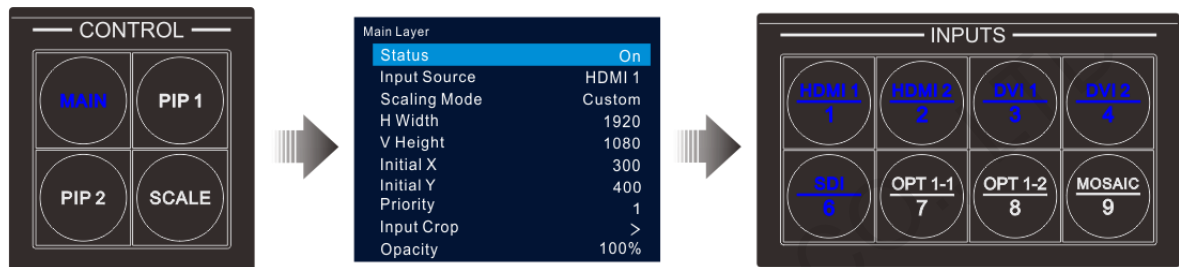 CONTROL
MAIN
PIP 1
PIP 2
SCALE
Main Layer
Status On
Input Source HDMI 1
Scaling Mode Custom
H Width 1920
V Height 1080
Initial X 300
Initial Y 400
Priority 1
Input Crop >
Opacity 100%
INPUTS
HDMI 1
1
HDMI 2
2
DVI 1
3
DVI 2
4
SDI
6
OPT 1-1
7
OPT 1-2
8
MOSAIC
9